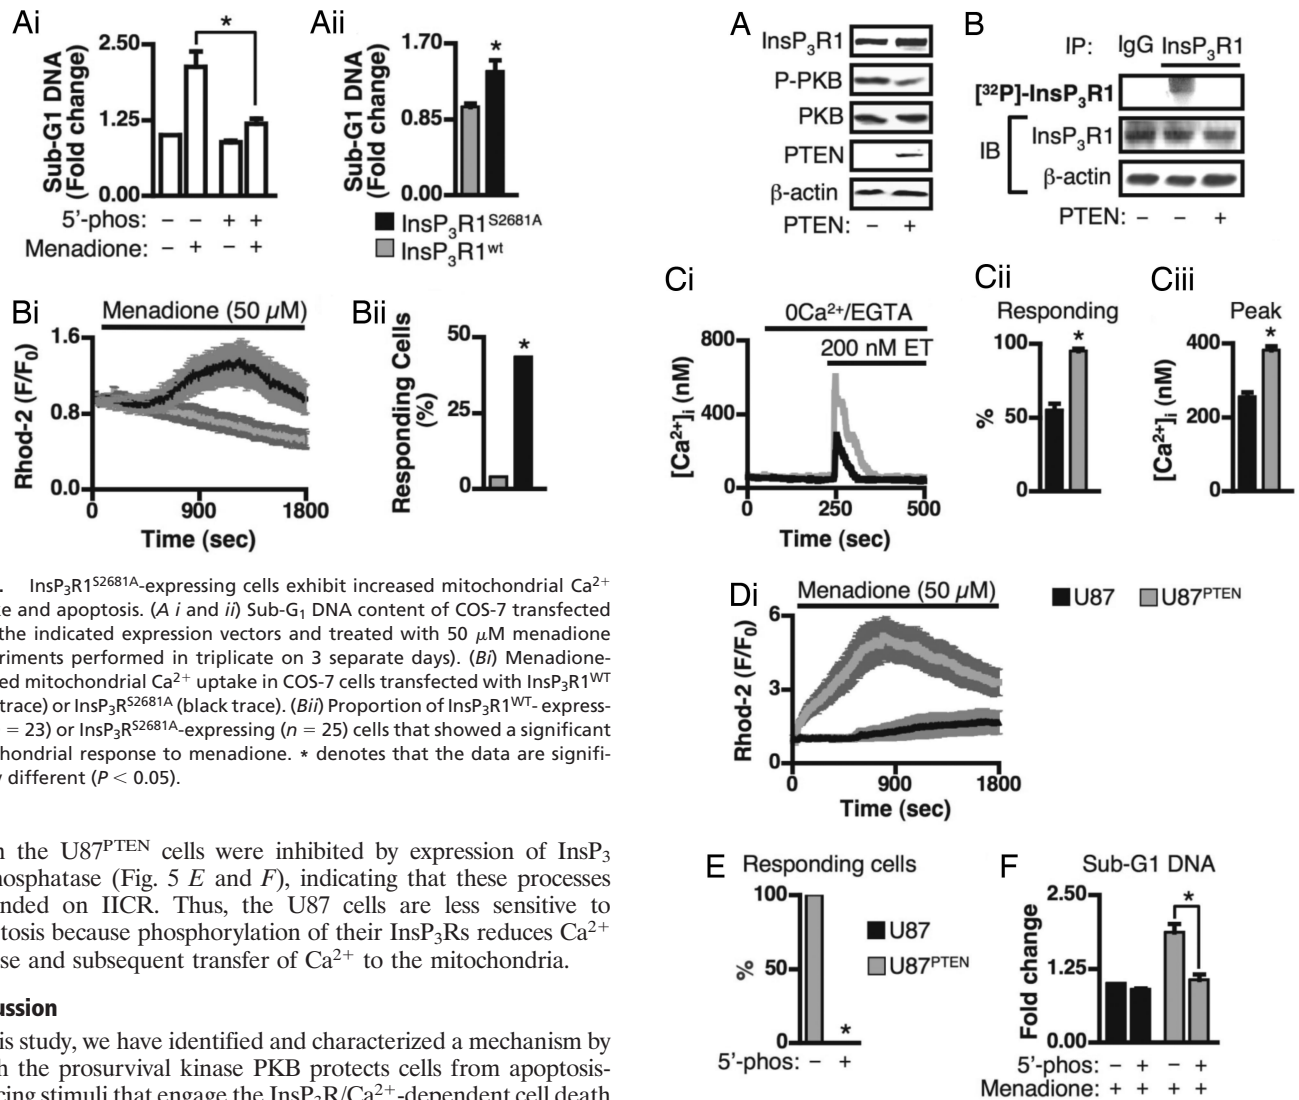 Ai
Sub-G1 DNA
(Fold change)
2.50
1.25
0.00
*
5'-phos: – – + +
Menadione: – + – +
Aii
Sub-G1 DNA
(Fold change)
1.70
0.85
0.00
*
InsP₃R1ˢ²⁶⁸¹ᴬ
InsP₃R1ʷᵗ
Bi
Menadione (50 µM)
Rhod-2 (F/F₀)
1.6
0.8
0.0
0 900 1800
Time (sec)
Bii
Responding Cells
(%)
50
25
0
*
. InsP₃R1ˢ²⁶⁸¹ᴬ-expressing cells exhibit increased mitochondrial Ca²⁺
ke and apoptosis. (A i and ii) Sub-G₁ DNA content of COS-7 transfected
the indicated expression vectors and treated with 50 µM menadione
riments performed in triplicate on 3 separate days). (Bi) Menadione-
ed mitochondrial Ca²⁺ uptake in COS-7 cells transfected with InsP₃R1ᵂᵀ
trace) or InsP₃Rˢ²⁶⁸¹ᴬ (black trace). (Bii) Proportion of InsP₃R1ᵂᵀ- express-
= 23) or InsP₃Rˢ²⁶⁸¹ᴬ-expressing (n = 25) cells that showed a significant
chondrial response to menadione. * denotes that the data are signifi-
y different (P < 0.05).
n the U87ᴾᵀᴱᴺ cells were inhibited by expression of InsP₃
hosphatase (Fig. 5 E and F), indicating that these processes
nded on IICR. Thus, the U87 cells are less sensitive to
tosis because phosphorylation of their InsP₃Rs reduces Ca²⁺
se and subsequent transfer of Ca²⁺ to the mitochondria.
ussion
is study, we have identified and characterized a mechanism by
h the prosurvival kinase PKB protects cells from apoptosis-
cing stimuli that engage the InsP₃R/Ca²⁺-dependent cell death
A
InsP₃R1
P-PKB
PKB
PTEN
β-actin
PTEN: – +
B
IP: IgG InsP₃R1
[³²P]-InsP₃R1
IB
InsP₃R1
β-actin
PTEN: – – +
Ci
0Ca²⁺/EGTA
200 nM ET
[Ca²⁺]ᵢ (nM)
800
400
0
0 250 500
Time (sec)
Cii
Responding
%
100
50
0
*
Ciii
Peak
[Ca²⁺]ᵢ (nM)
400
200
0
*
Di
Menadione (50 µM)
Rhod-2 (F/F₀)
6
3
0
0 900 1800
Time (sec)
U87 U87ᴾᵀᴱᴺ
E
Responding cells
%
100
50
0
*
5'-phos: – +
U87
U87ᴾᵀᴱᴺ
F
Sub-G1 DNA
Fold change
2.50
1.25
0.00
*
5'-phos: – + – +
Menadione: + + + +